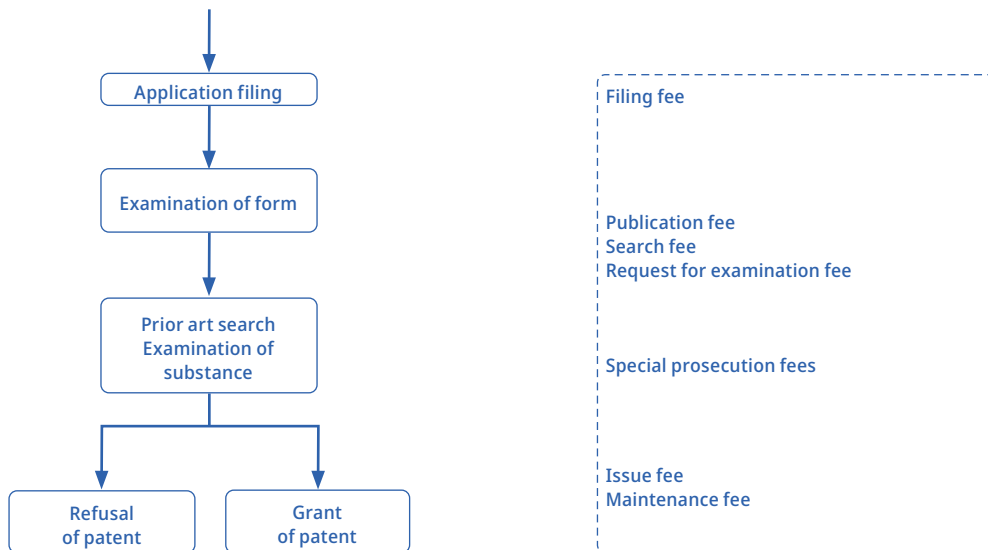 Application filing
Examination of form
Prior art search
Examination of
substance
Refusal
of patent
Grant
of patent
Filing fee
Publication fee
Search fee
Request for examination fee
Special prosecution fees
Issue fee
Maintenance fee